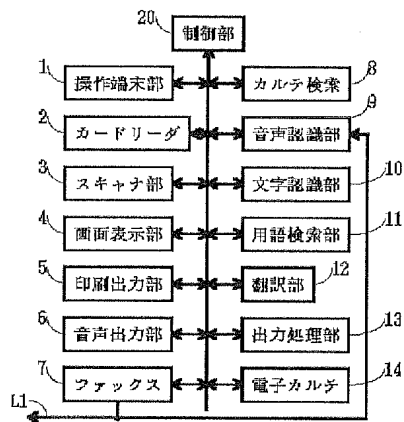 20
制御部
1
操作端末部
8
カルテ検索
2
カードリーダ
9
音声認識部
3
スキャナ部
10
文字認識部
4
画面表示部
11
用語検索部
5
印刷出力部
12
翻訳部
6
音声出力部
13
出力処理部
7
ファックス
14
電子カルテ
L1